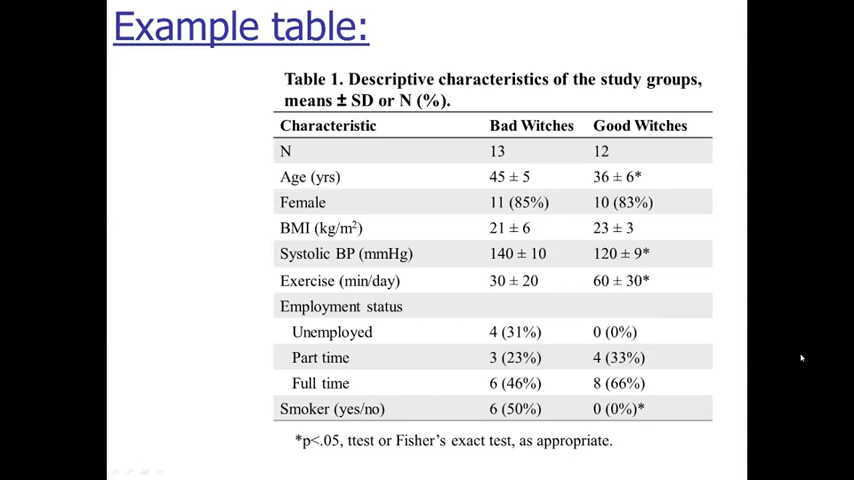 Example table:
Table 1. Descriptive characteristics of the study groups,
means ± SD or N (%).
Characteristic Bad Witches Good Witches
N 13 12
Age (yrs) 45 ± 5 36 ± 6*
Female 11 (85%) 10 (83%)
BMI (kg/m²) 21 ± 6 23 ± 3
Systolic BP (mmHg) 140 ± 10 120 ± 9*
Exercise (min/day) 30 ± 20 60 ± 30*
Employment status
Unemployed 4 (31%) 0 (0%)
Part time 3 (23%) 4 (33%)
Full time 6 (46%) 8 (66%)
Smoker (yes/no) 6 (50%) 0 (0%)*
*p<.05, ttest or Fisher’s exact test, as appropriate.